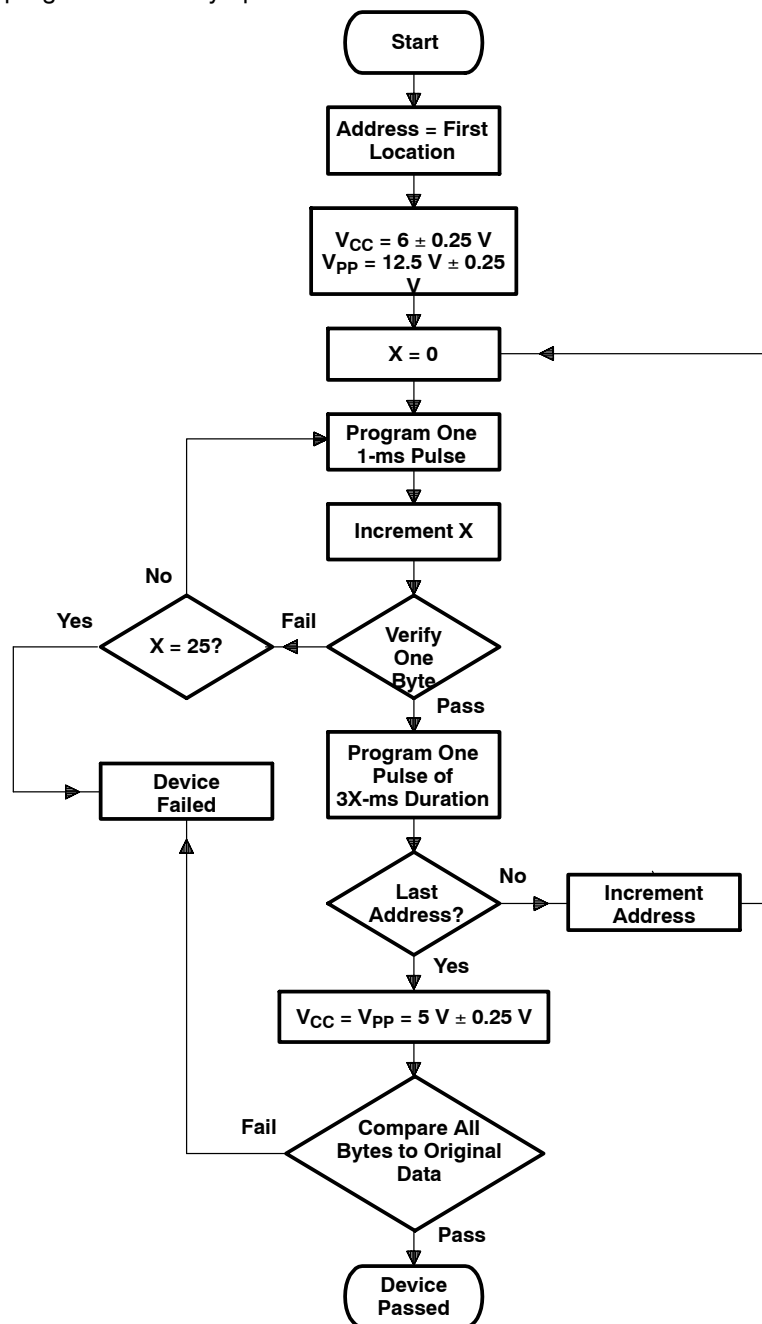 Start
Address = First
Location
VCC = 6 ± 0.25 V
VPP = 12.5 V ± 0.25
V
X = 0
Program One
1-ms Pulse
Increment X
No
Yes
X = 25?
Fail
Verify
One
Byte
Pass
Program One
Pulse of
3X-ms Duration
Device
Failed
Last
Address?
No
Increment
Address
Yes
VCC = VPP = 5 V ± 0.25 V
Fail
Compare All
Bytes to Original
Data
Pass
Device
Passed